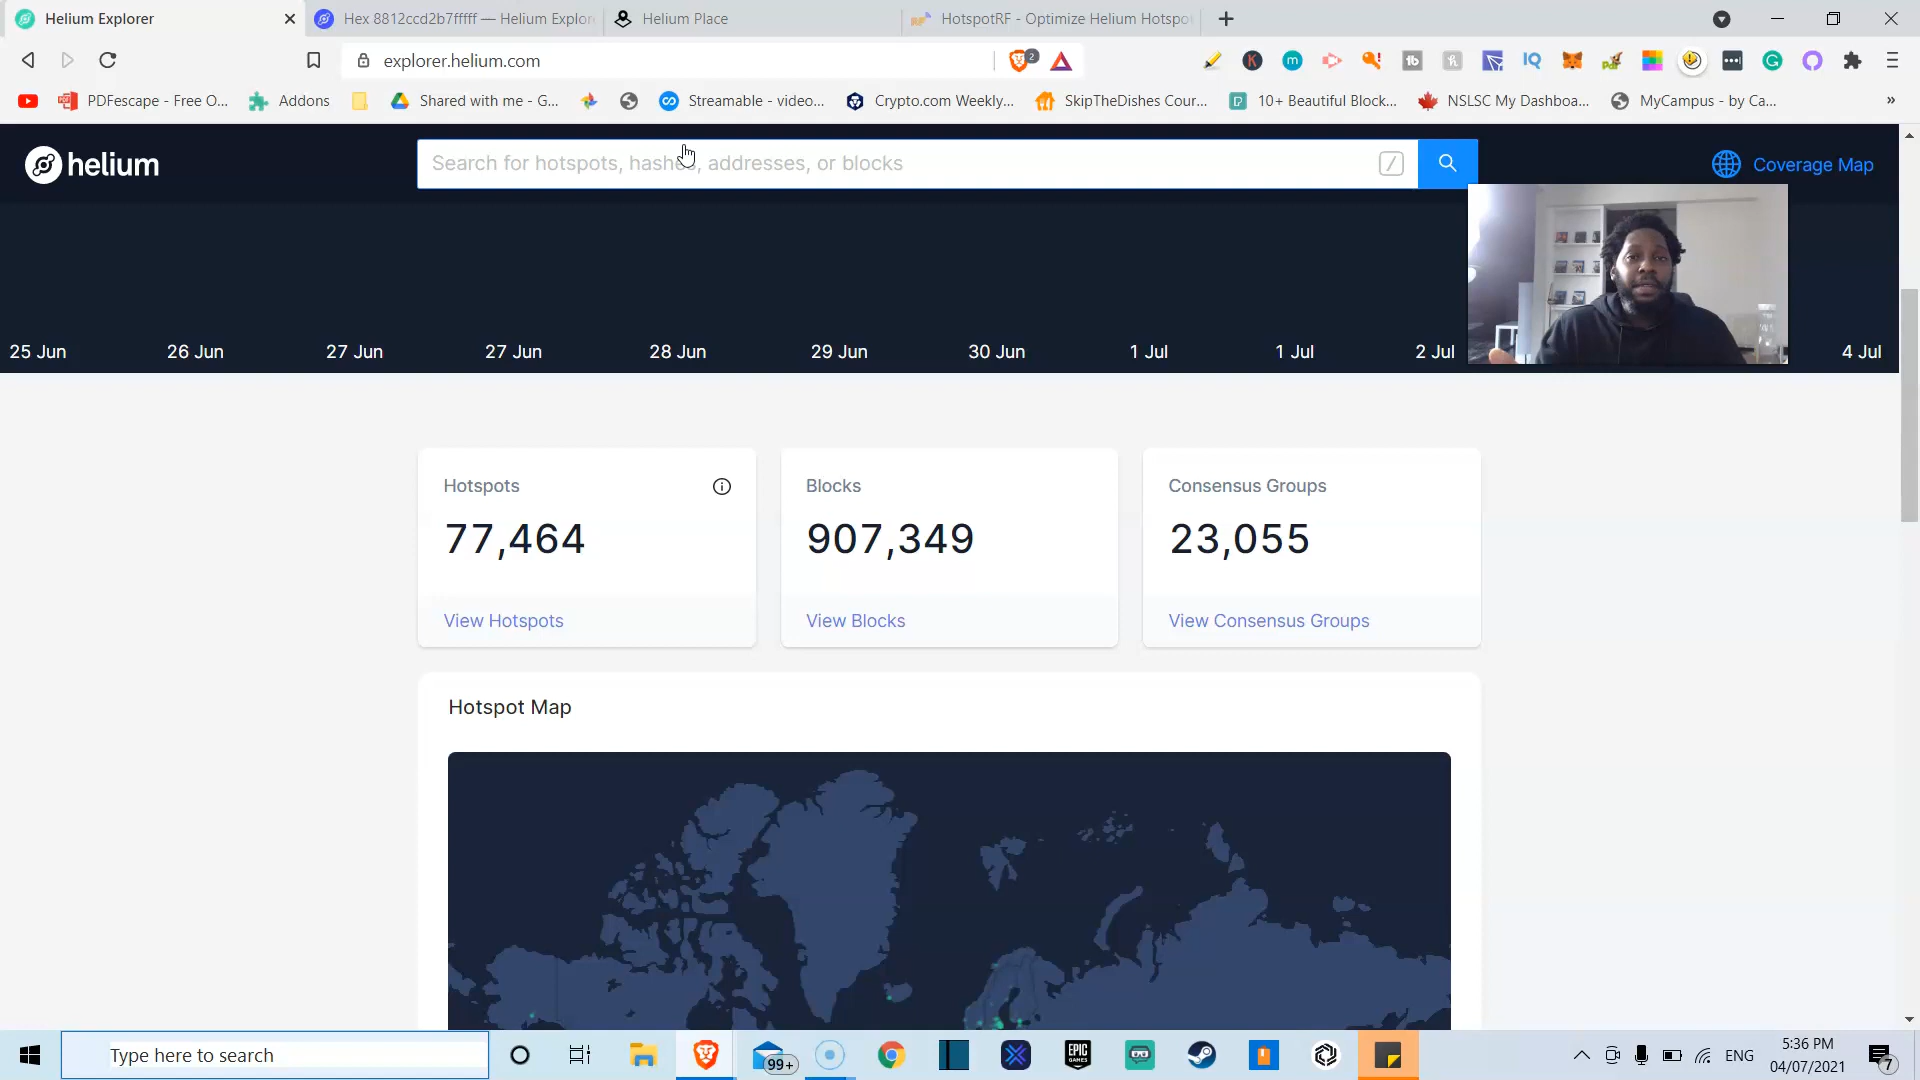 Helium Explorer
Hex 8812ccd2b7fffff — Helium Explor
Helium Place
HotspotRF - Optimize Helium Hotspo
explorer.helium.com
2
PDFescape - Free O...
Addons
Shared with me - G...
Streamable - video...
Crypto.com Weekly...
SkipTheDishes Cour...
10+ Beautiful Block...
NSLSC My Dashboa...
MyCampus - by Ca...
helium
Search for hotspots, hashes, addresses, or blocks
/
Coverage Map
25 Jun
26 Jun
27 Jun
27 Jun
28 Jun
29 Jun
30 Jun
1 Jul
1 Jul
2 Jul
4 Jul
Hotspots
77,464
View Hotspots
Blocks
907,349
View Blocks
Consensus Groups
23,055
View Consensus Groups
Hotspot Map
Type here to search
99+
EPIC GAMES
ENG
5:36 PM
04/07/2021
7